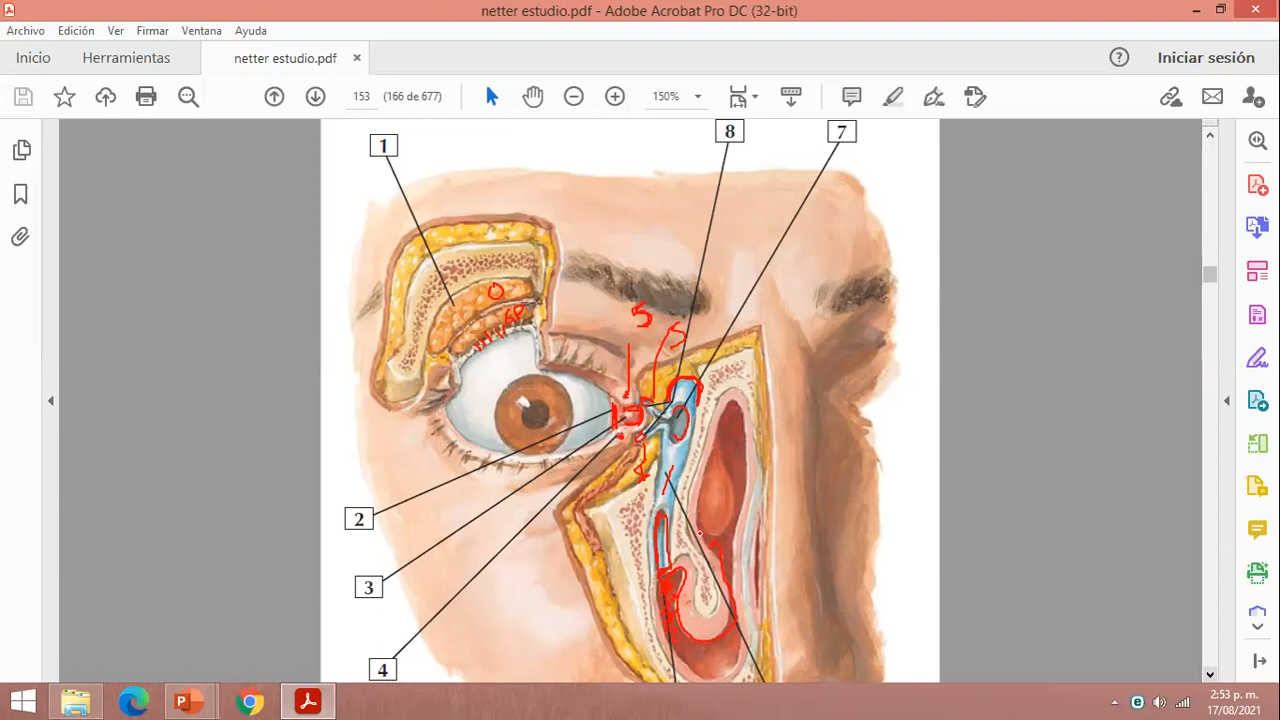 netter estudio.pdf - Adobe Acrobat Pro DC (32-bit)
Archivo Edición Ver Firmar Ventana Ayuda
Inicio Herramientas netter estudio.pdf × Iniciar sesión
153 (166 de 677) 150%
8 7
1
S
S
O
2
3
4
2:53 p. m.
17/08/2021